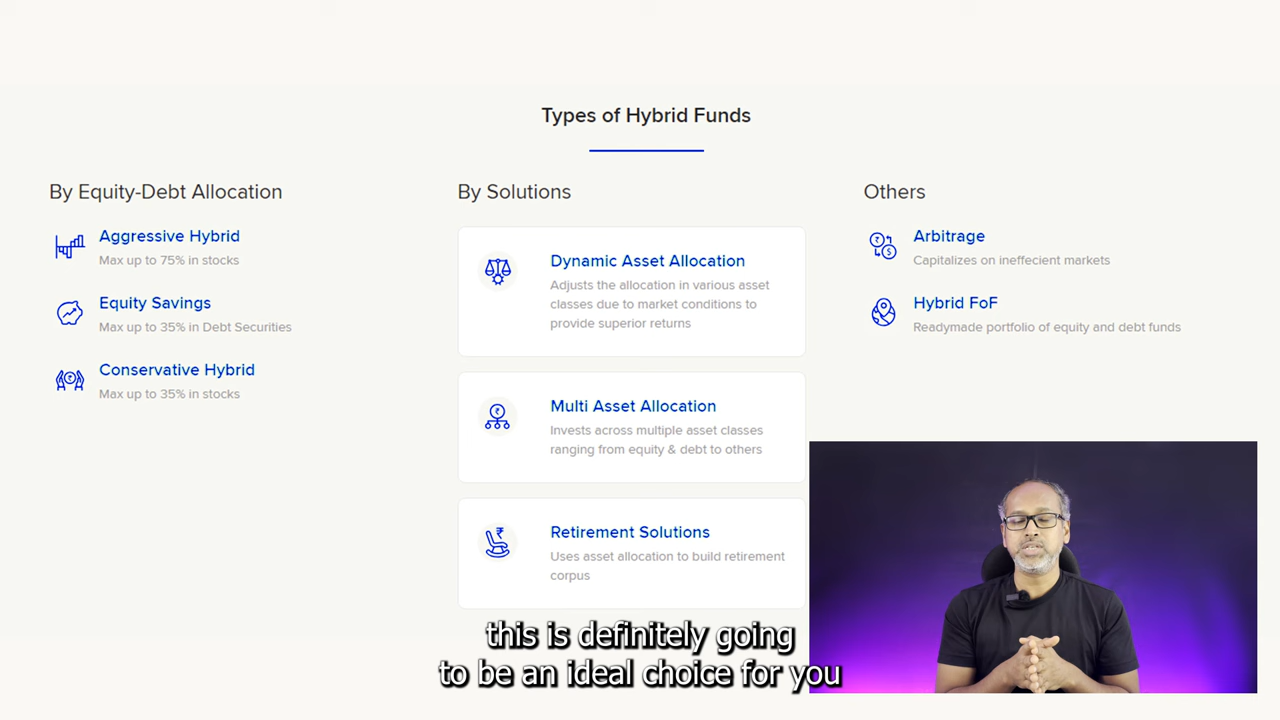 Types of Hybrid Funds
By Equity-Debt Allocation
Aggressive Hybrid
Max up to 75% in stocks
Equity Savings
Max up to 35% in Debt Securities
Conservative Hybrid
Max up to 35% in stocks
By Solutions
Dynamic Asset Allocation
Adjusts the allocation in various asset
classes due to market conditions to
provide superior returns
Multi Asset Allocation
Invests across multiple asset classes
ranging from equity & debt to others
Retirement Solutions
Uses asset allocation to build retirement
corpus
Others
Arbitrage
Capitalizes on ineffecient markets
Hybrid FoF
Readymade portfolio of equity and debt funds
this is definitely going
to be an ideal choice for you